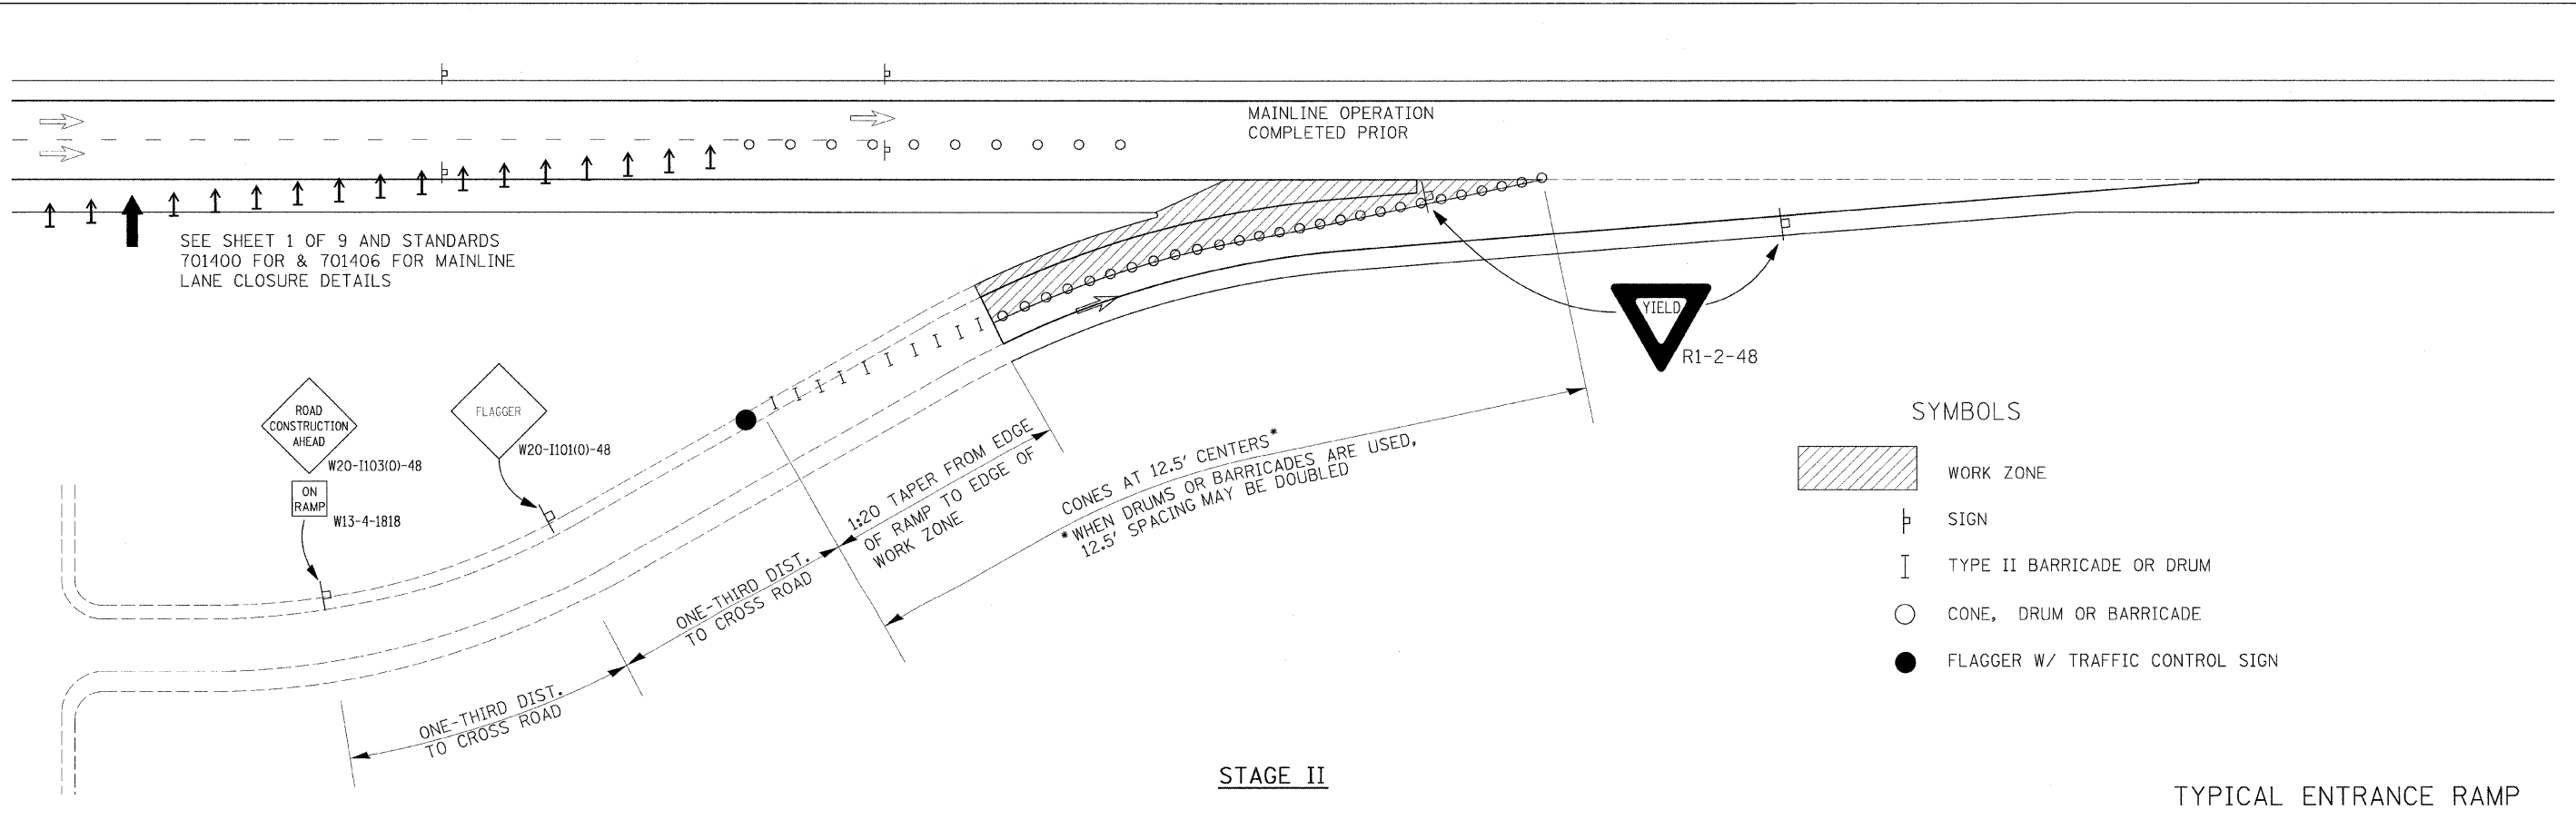 MAINLINE OPERATION
COMPLETED PRIOR
SEE SHEET 1 OF 9 AND STANDARDS
701400 FOR & 701406 FOR MAINLINE
LANE CLOSURE DETAILS
YIELD
R1-2-48
ROAD
CONSTRUCTION
AHEAD
W20-I103(O)-48
ON
RAMP
W13-4-1818
FLAGGER
W20-I101(O)-48
1:20 TAPER FROM EDGE
OF RAMP TO EDGE OF
WORK ZONE
CONES AT 12.5' CENTERS*
*WHEN DRUMS OR BARRICADES ARE USED,
12.5' SPACING MAY BE DOUBLED
ONE-THIRD DIST.
TO CROSS ROAD
ONE-THIRD DIST.
TO CROSS ROAD
SYMBOLS
WORK ZONE
SIGN
TYPE II BARRICADE OR DRUM
CONE, DRUM OR BARRICADE
FLAGGER W/ TRAFFIC CONTROL SIGN
STAGE II
TYPICAL ENTRANCE RAMP